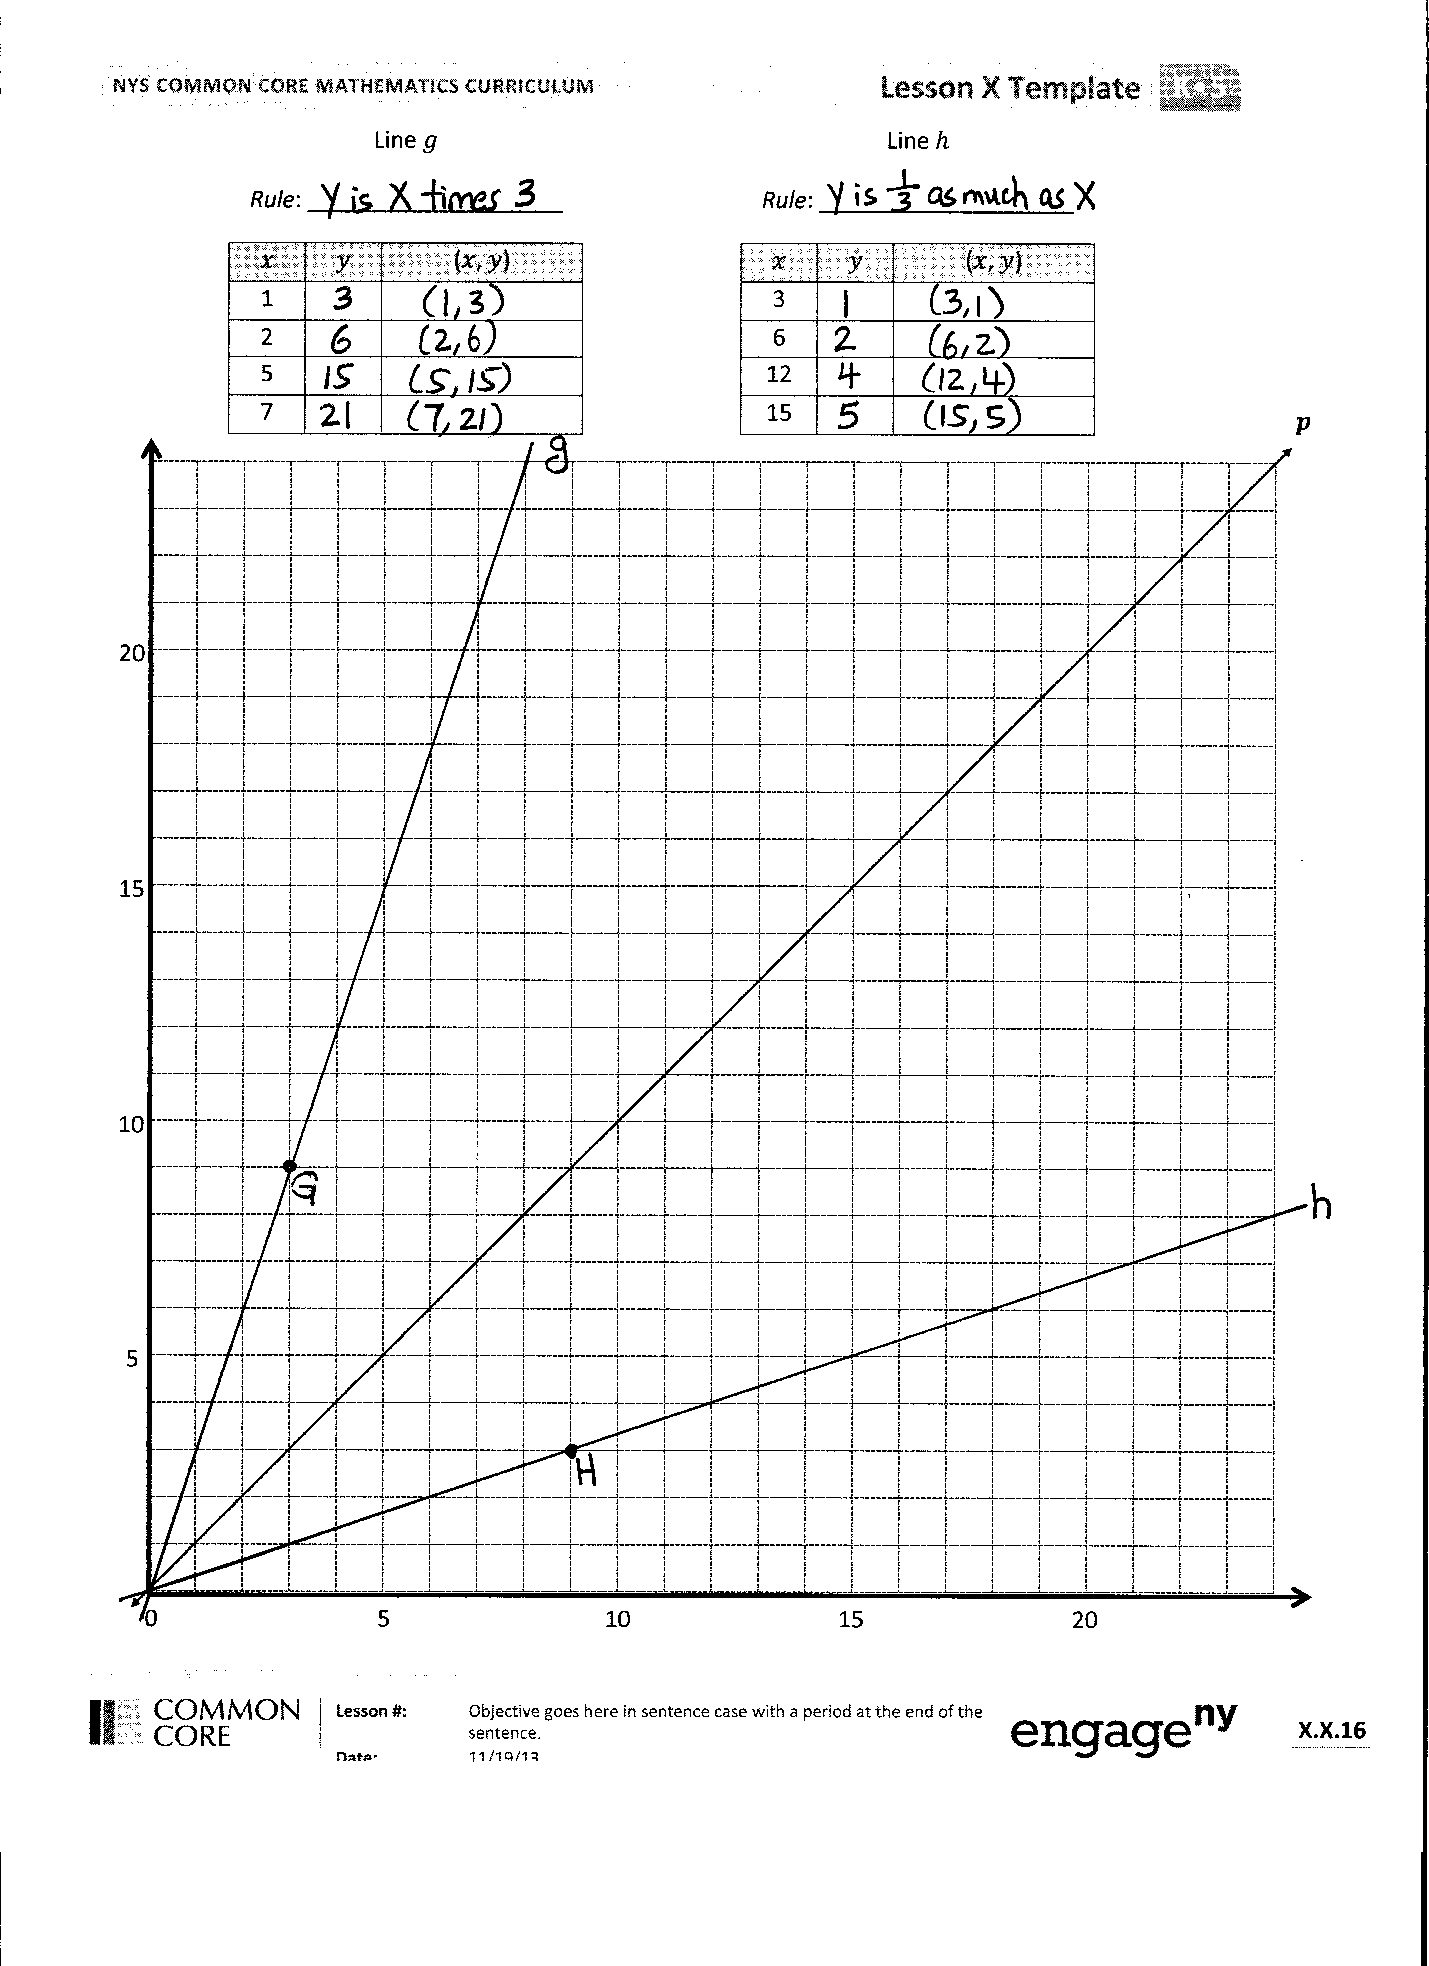 NYS COMMON CORE MATHEMATICS CURRICULUM Lesson X Template K•5
Line g Line h
Rule: Y is X times 3 Rule: Y is 1/3 as much as X
x y (x, y) x y (x, y)
1 3 (1,3) 3 1 (3,1)
2 6 (2,6) 6 2 (6,2)
5 15 (5,15) 12 4 (12,4)
7 21 (7,21) 15 5 (15,5)
p
g
20
15
10
G
h
5
H
0 5 10 15 20
COMMON CORE
Lesson #: Objective goes here in sentence case with a period at the end of the
sentence.
Date: 11/19/13
engage ny
X.X.16